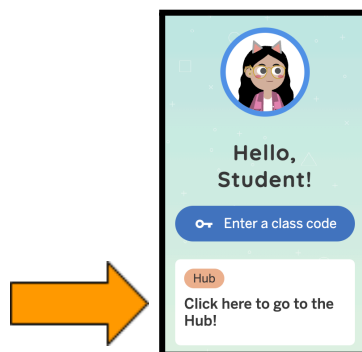 Hello,
Student!
Enter a class code
Hub
Click here to go to the
Hub!